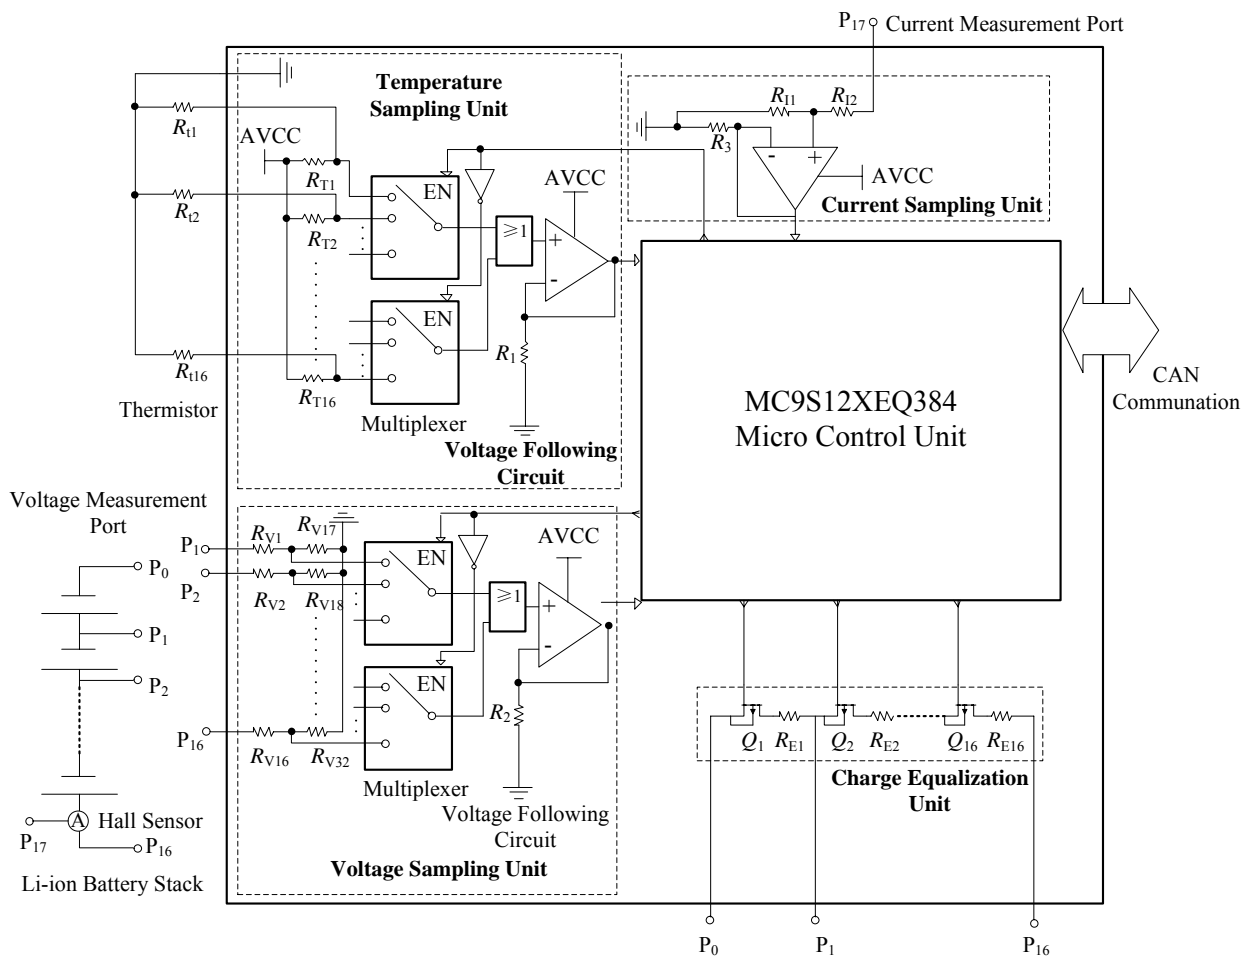 P17
Current Measurement Port
Temperature
Sampling Unit
Rt1
AVCC
RT1
EN
AVCC
RI1
RI2
R3
-
+
AVCC
Current Sampling Unit
Rt2
RT2
≥1
+
-
EN
R1
Rt16
RT16
Thermistor
Multiplexer
Voltage Following
Circuit
MC9S12XEQ384
Micro Control Unit
CAN
Communation
Voltage Measurement
Port
P0
P1
P2
P1
P2
P16
RV1
RV17
RV2
RV18
EN
AVCC
≥1
+
-
EN
R2
RV16
RV32
Multiplexer
Voltage Following
Circuit
Voltage Sampling Unit
A
Hall Sensor
P17
P16
Li-ion Battery Stack
Q1
RE1
Q2
RE2
Q16
RE16
Charge Equalization
Unit
P0
P1
P16